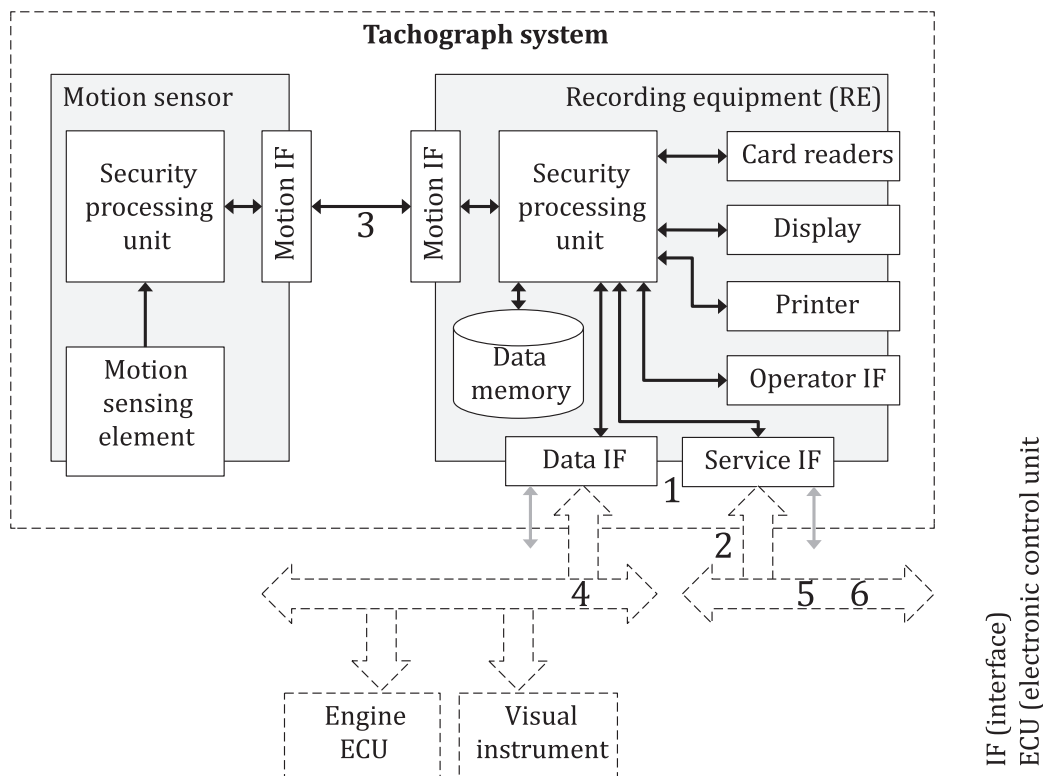 Tachograph system
Motion sensor
Recording equipment (RE)
Security
processing
unit
Motion IF
3
Motion IF
Security
processing
unit
Card readers
Display
Printer
Operator IF
Motion
sensing
element
Data
memory
Data IF
Service IF
1
2
4
5
6
Engine
ECU
Visual
instrument
IF (interface)
ECU (electronic control unit